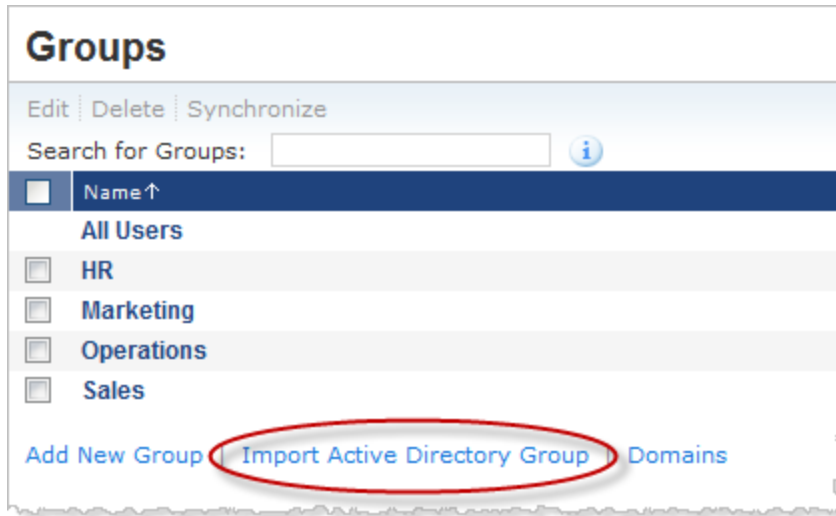 Groups
Edit Delete Synchronize
Search for Groups:
Name↑
All Users
HR
Marketing
Operations
Sales
Add New Group | Import Active Directory Group | Domains